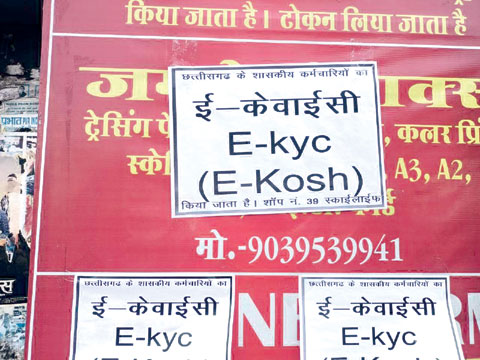 किया जाता है। टोकन लिया जाता है
छत्तीसगढ के शासकीय कर्मचारियों का
ई–केवाईसी
E-kyc
(E-Kosh)
किया जाता है। शॉप नं. 39 स्काईलाईफ
ट्रेसिंग
कलर
A3, A2,
मो.-9039539941
छत्तीसगढ के शासकीय कर्मचारियों का
ई–केवाईसी
E-kyc
छत्तीसगढ के शासकीय कर्मचारियों का
ई–केवाईसी
E-kyc
NE